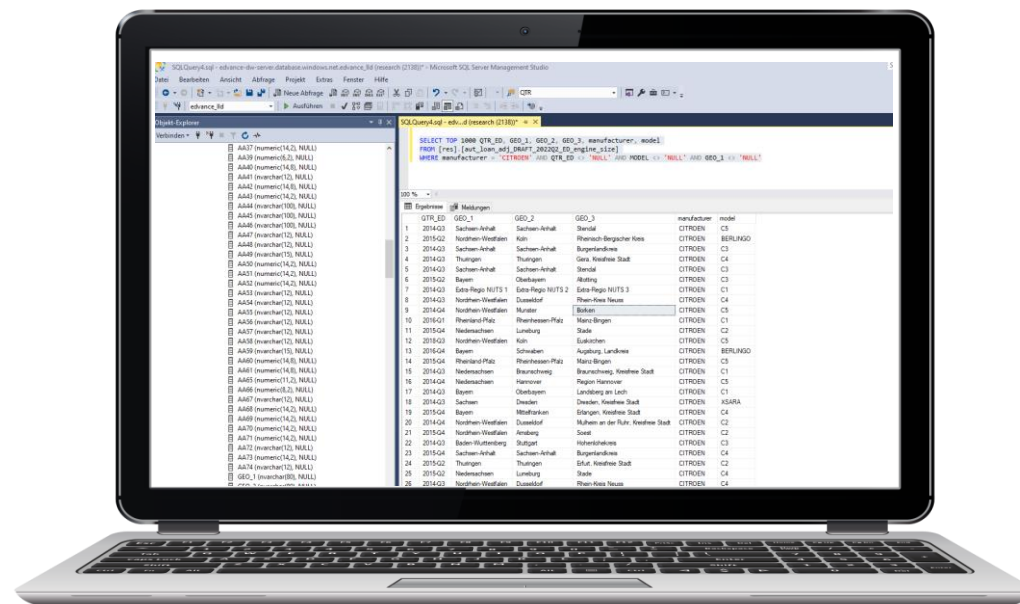 SQLQuery4.sql - edvance-dw-server.database.windows.net.edvance_lld (research (2138))* - Microsoft SQL Server Management Studio
Datei Bearbeiten Ansicht Abfrage Projekt Extras Fenster Hilfe
Neue Abfrage QTR
edvance_lld Ausführen
Objekt-Explorer
SQLQuery4.sql - edv...d (research (2138))*
Verbinden
AA37 (numeric(14,2), NULL)
AA39 (numeric(6,2), NULL)
AA40 (numeric(14,8), NULL)
AA41 (nvarchar(12), NULL)
AA42 (numeric(14,8), NULL)
AA43 (numeric(14,2), NULL)
AA44 (nvarchar(100), NULL)
AA45 (nvarchar(100), NULL)
AA46 (nvarchar(100), NULL)
AA47 (nvarchar(12), NULL)
AA48 (nvarchar(12), NULL)
AA49 (nvarchar(15), NULL)
AA50 (numeric(14,8), NULL)
AA51 (numeric(14,2), NULL)
AA52 (numeric(14,2), NULL)
AA53 (nvarchar(12), NULL)
AA54 (nvarchar(12), NULL)
AA55 (nvarchar(12), NULL)
AA56 (nvarchar(12), NULL)
AA57 (nvarchar(12), NULL)
AA58 (nvarchar(12), NULL)
AA59 (nvarchar(15), NULL)
AA60 (numeric(14,8), NULL)
AA61 (numeric(14,8), NULL)
AA65 (numeric(11,2), NULL)
AA66 (numeric(8,2), NULL)
AA67 (nvarchar(12), NULL)
AA68 (numeric(14,2), NULL)
AA69 (numeric(14,2), NULL)
AA70 (numeric(14,2), NULL)
AA71 (numeric(14,2), NULL)
AA72 (nvarchar(12), NULL)
AA73 (numeric(14,2), NULL)
AA74 (nvarchar(12), NULL)
GEO_1 (nvarchar(80), NULL)
SELECT TOP 1000 QTR_ED, GEO_1, GEO_2, GEO_3, manufacturer, model
FROM [res].[aut_loan_adj_DRAFT_2022Q2_ED_engine_size]
WHERE manufacturer = 'CITROEN' AND QTR_ED <> 'NULL' AND MODEL <> 'NULL' AND GEO_1 <> 'NULL'
100 %
Ergebnisse Meldungen
QTR_ED GEO_1 GEO_2 GEO_3 manufacturer model
1 2014-Q3 Sachsen-Anhalt Sachsen-Anhalt Stendal CITROEN C5
2 2015-Q2 Nordrhein-Westfalen Koln Rheinisch-Bergischer Kreis CITROEN BERLINGO
3 2014-Q3 Sachsen-Anhalt Sachsen-Anhalt Burgenlandkreis CITROEN C3
4 2014-Q3 Thuringen Thuringen Gera, Kreisfreie Stadt CITROEN C4
5 2014-Q3 Sachsen-Anhalt Sachsen-Anhalt Stendal CITROEN C3
6 2015-Q2 Bayern Oberbayern Altotting CITROEN C3
7 2014-Q3 Extra-Regio NUTS 1 Extra-Regio NUTS 2 Extra-Regio NUTS 3 CITROEN C1
8 2014-Q3 Nordrhein-Westfalen Dusseldorf Rhein-Kreis Neuss CITROEN C4
9 2014-Q4 Nordrhein-Westfalen Munster Borken CITROEN C5
10 2016-Q1 Rheinland-Pfalz Rheinhessen-Pfalz Mainz-Bingen CITROEN C1
11 2015-Q4 Niedersachsen Luneburg Stade CITROEN C2
12 2018-Q3 Nordrhein-Westfalen Koln Euskirchen CITROEN C5
13 2016-Q4 Bayern Schwaben Augsburg, Landkreis CITROEN BERLINGO
14 2015-Q4 Rheinland-Pfalz Rheinhessen-Pfalz Mainz-Bingen CITROEN C5
15 2014-Q3 Niedersachsen Braunschweig Braunschweig, Kreisfreie Stadt CITROEN C1
16 2014-Q4 Niedersachsen Hannover Region Hannover CITROEN C5
17 2014-Q3 Bayern Oberbayern Landsberg am Lech CITROEN C1
18 2014-Q3 Sachsen Dresden Dresden, Kreisfreie Stadt CITROEN XSARA
19 2015-Q4 Bayern Mittelfranken Erlangen, Kreisfreie Stadt CITROEN C4
20 2014-Q4 Nordrhein-Westfalen Dusseldorf Mulheim an der Ruhr, Kreisfreie Stadt CITROEN C2
21 2015-Q4 Nordrhein-Westfalen Arnsberg Soest CITROEN C2
22 2014-Q3 Baden-Wurttemberg Stuttgart Hohenlohekreis CITROEN C3
23 2015-Q4 Sachsen-Anhalt Sachsen-Anhalt Burgenlandkreis CITROEN C4
24 2015-Q2 Thuringen Thuringen Erfurt, Kreisfreie Stadt CITROEN C2
25 2015-Q2 Niedersachsen Luneburg Stade CITROEN C4
26 2014-Q3 Nordrhein-Westfalen Dusseldorf Rhein-Kreis Neuss CITROEN C4